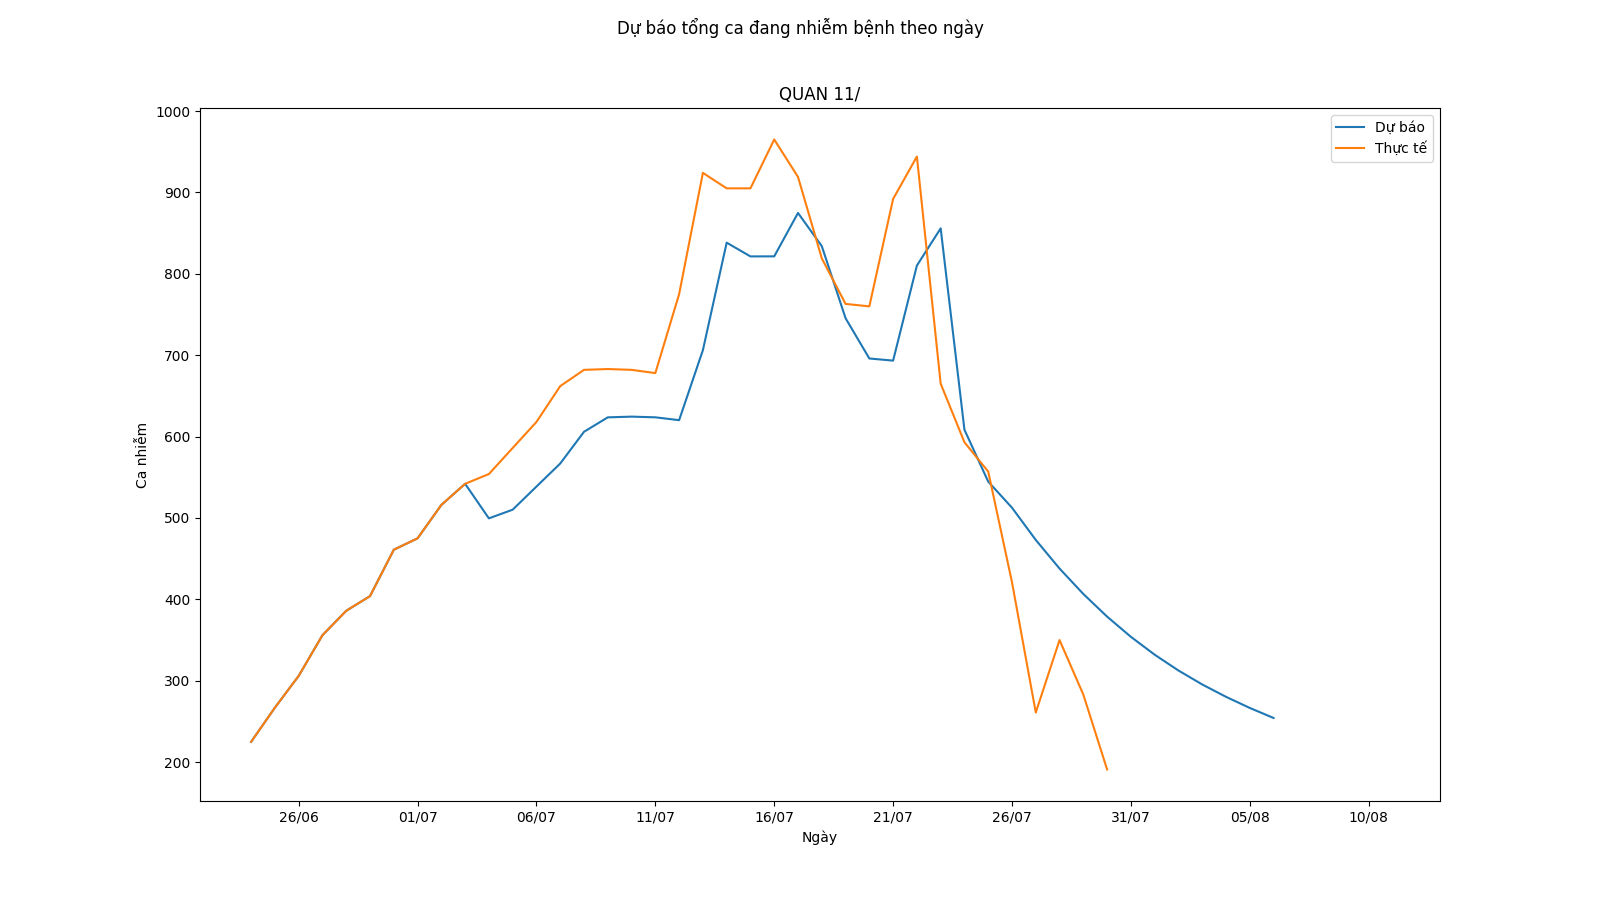 Dự báo tổng ca đang nhiễm bệnh theo ngày
QUAN 11/
Dự báo
Thực tế
1000
900
800
700
600
500
400
300
200
Ca nhiễm
26/06 01/07 06/07 11/07 16/07 21/07 26/07 31/07 05/08 10/08
Ngày